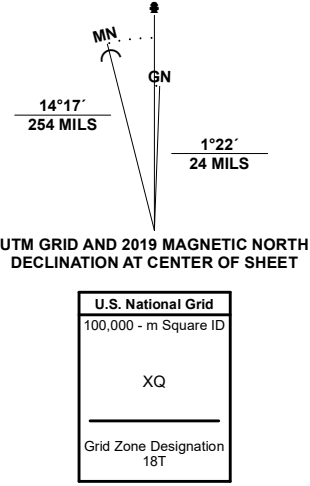 MN
GN
14°17´
254 MILS
1°22´
24 MILS
UTM GRID AND 2019 MAGNETIC NORTH
DECLINATION AT CENTER OF SHEET
U.S. National Grid
100,000 - m Square ID
XQ
Grid Zone Designation
18T